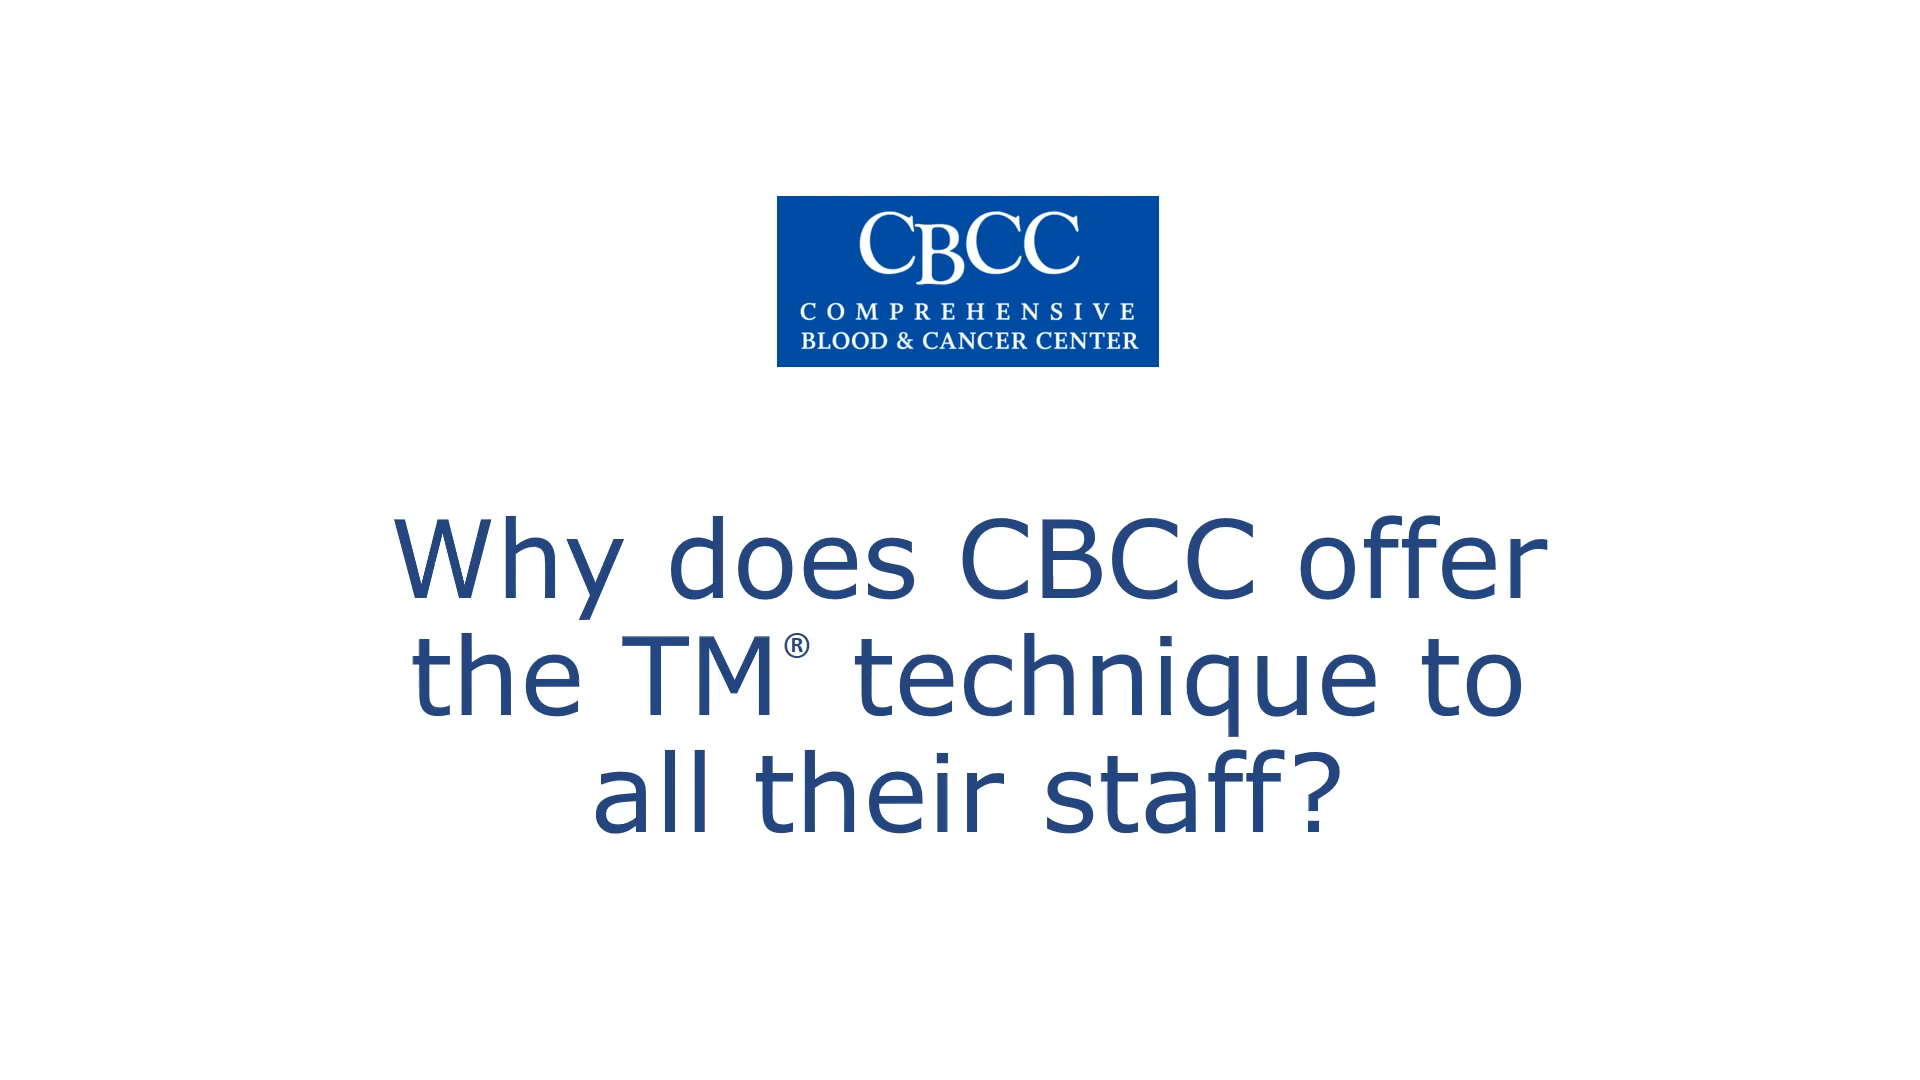 CBCC
COMPREHENSIVE
BLOOD & CANCER CENTER
Why does CBCC offer
the TM® technique to
all their staff?